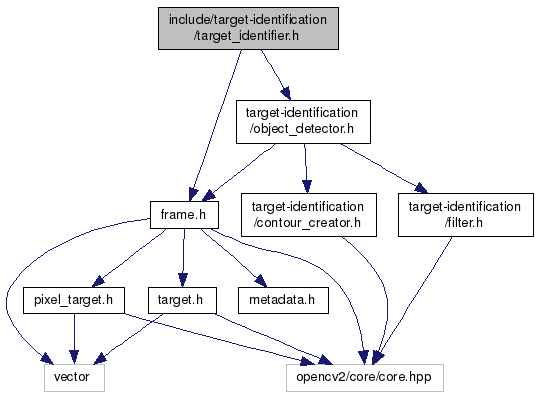 include/target-identification
/target_identifier.h
target-identification
/object_detector.h
frame.h
target-identification
/contour_creator.h
target-identification
/filter.h
pixel_target.h
target.h
metadata.h
vector
opencv2/core/core.hpp